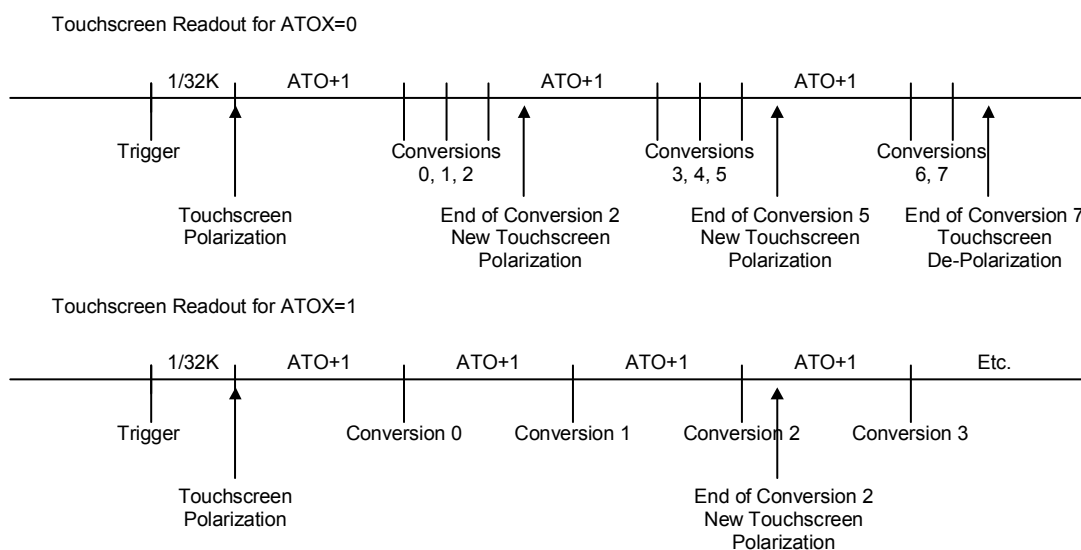 Touchscreen Readout for ATOX=0
1/32K
ATO+1
ATO+1
ATO+1
Trigger
Conversions
0, 1, 2
Conversions
3, 4, 5
Conversions
6, 7
Touchscreen
Polarization
End of Conversion 2
New Touchscreen
Polarization
End of Conversion 5
New Touchscreen
Polarization
End of Conversion 7
Touchscreen
De-Polarization
Touchscreen Readout for ATOX=1
1/32K
ATO+1
ATO+1
ATO+1
ATO+1
Etc.
Trigger
Conversion 0
Conversion 1
Conversion 2
Conversion 3
Touchscreen
Polarization
End of Conversion 2
New Touchscreen
Polarization